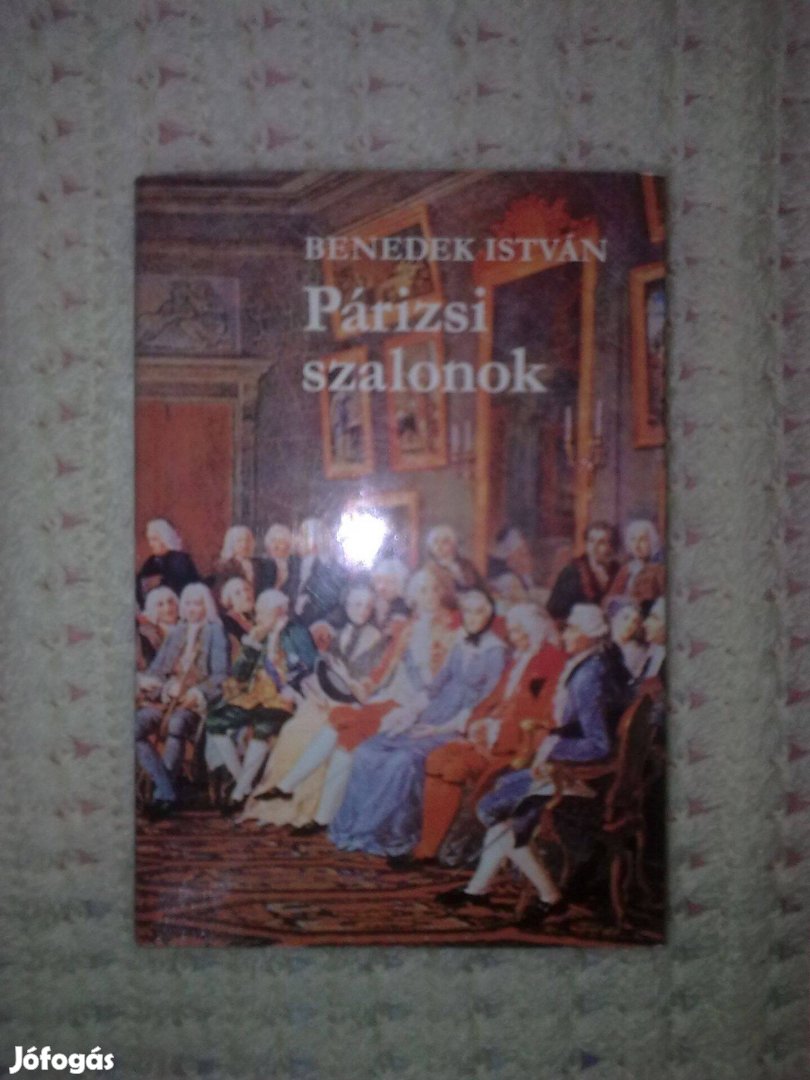 BENEDEK ISTVÁN
Párizsi
szalonok
Jófogás